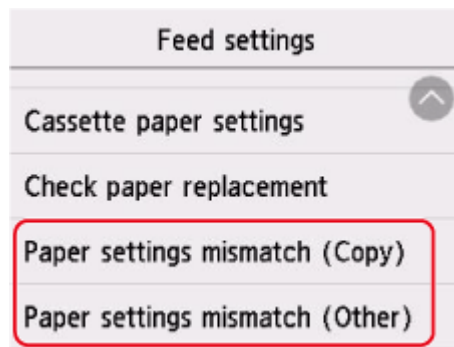 Feed settings
Cassette paper settings
Check paper replacement
Paper settings mismatch (Copy)
Paper settings mismatch (Other)